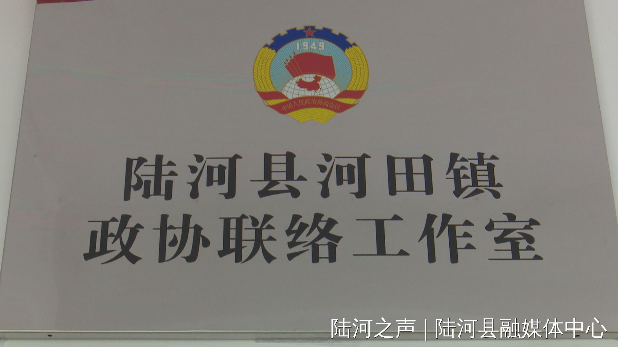 1949
陆河县河田镇
政协联络工作室
陆河之声 | 陆河县融媒体中心